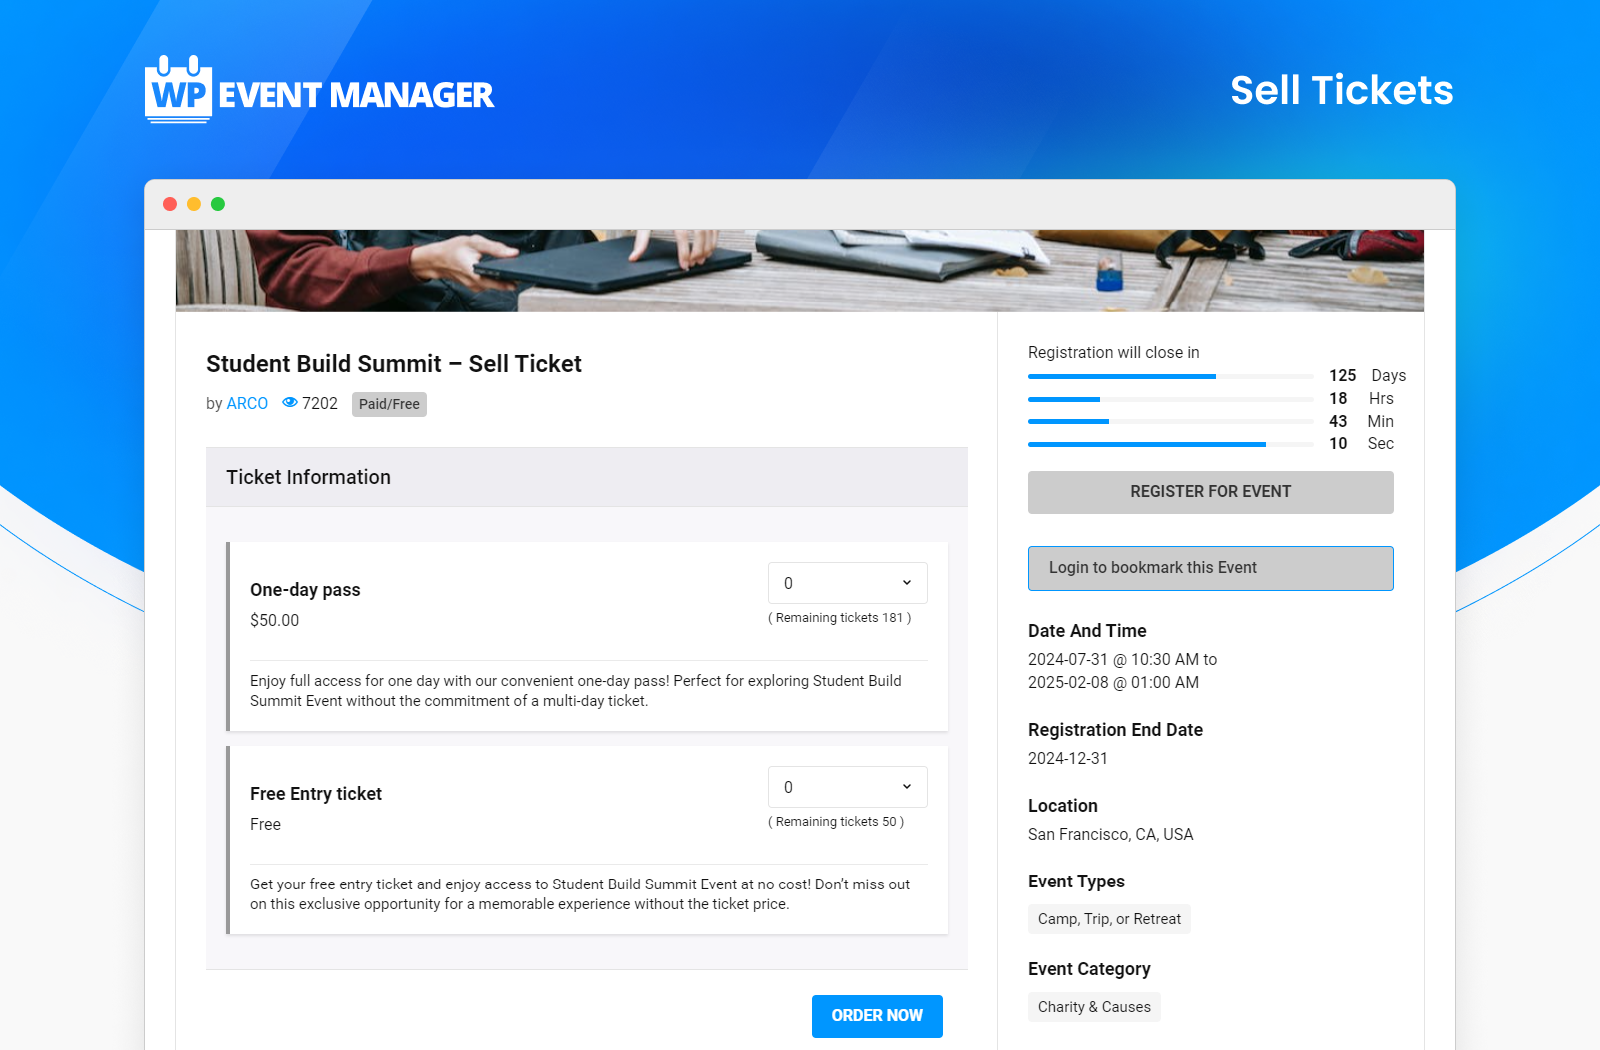 WP EVENT MANAGER
Sell Tickets
Student Build Summit – Sell Ticket
by ARCO 7202 Paid/Free
Ticket Information
One-day pass
$50.00
0
( Remaining tickets 181 )
Enjoy full access for one day with our convenient one-day pass! Perfect for exploring Student Build
Summit Event without the commitment of a multi-day ticket.
Free Entry ticket
Free
0
( Remaining tickets 50 )
Get your free entry ticket and enjoy access to Student Build Summit Event at no cost! Don’t miss out
on this exclusive opportunity for a memorable experience without the ticket price.
ORDER NOW
Registration will close in
125 Days
18 Hrs
43 Min
10 Sec
REGISTER FOR EVENT
Login to bookmark this Event
Date And Time
2024-07-31 @ 10:30 AM to
2025-02-08 @ 01:00 AM
Registration End Date
2024-12-31
Location
San Francisco, CA, USA
Event Types
Camp, Trip, or Retreat
Event Category
Charity & Causes